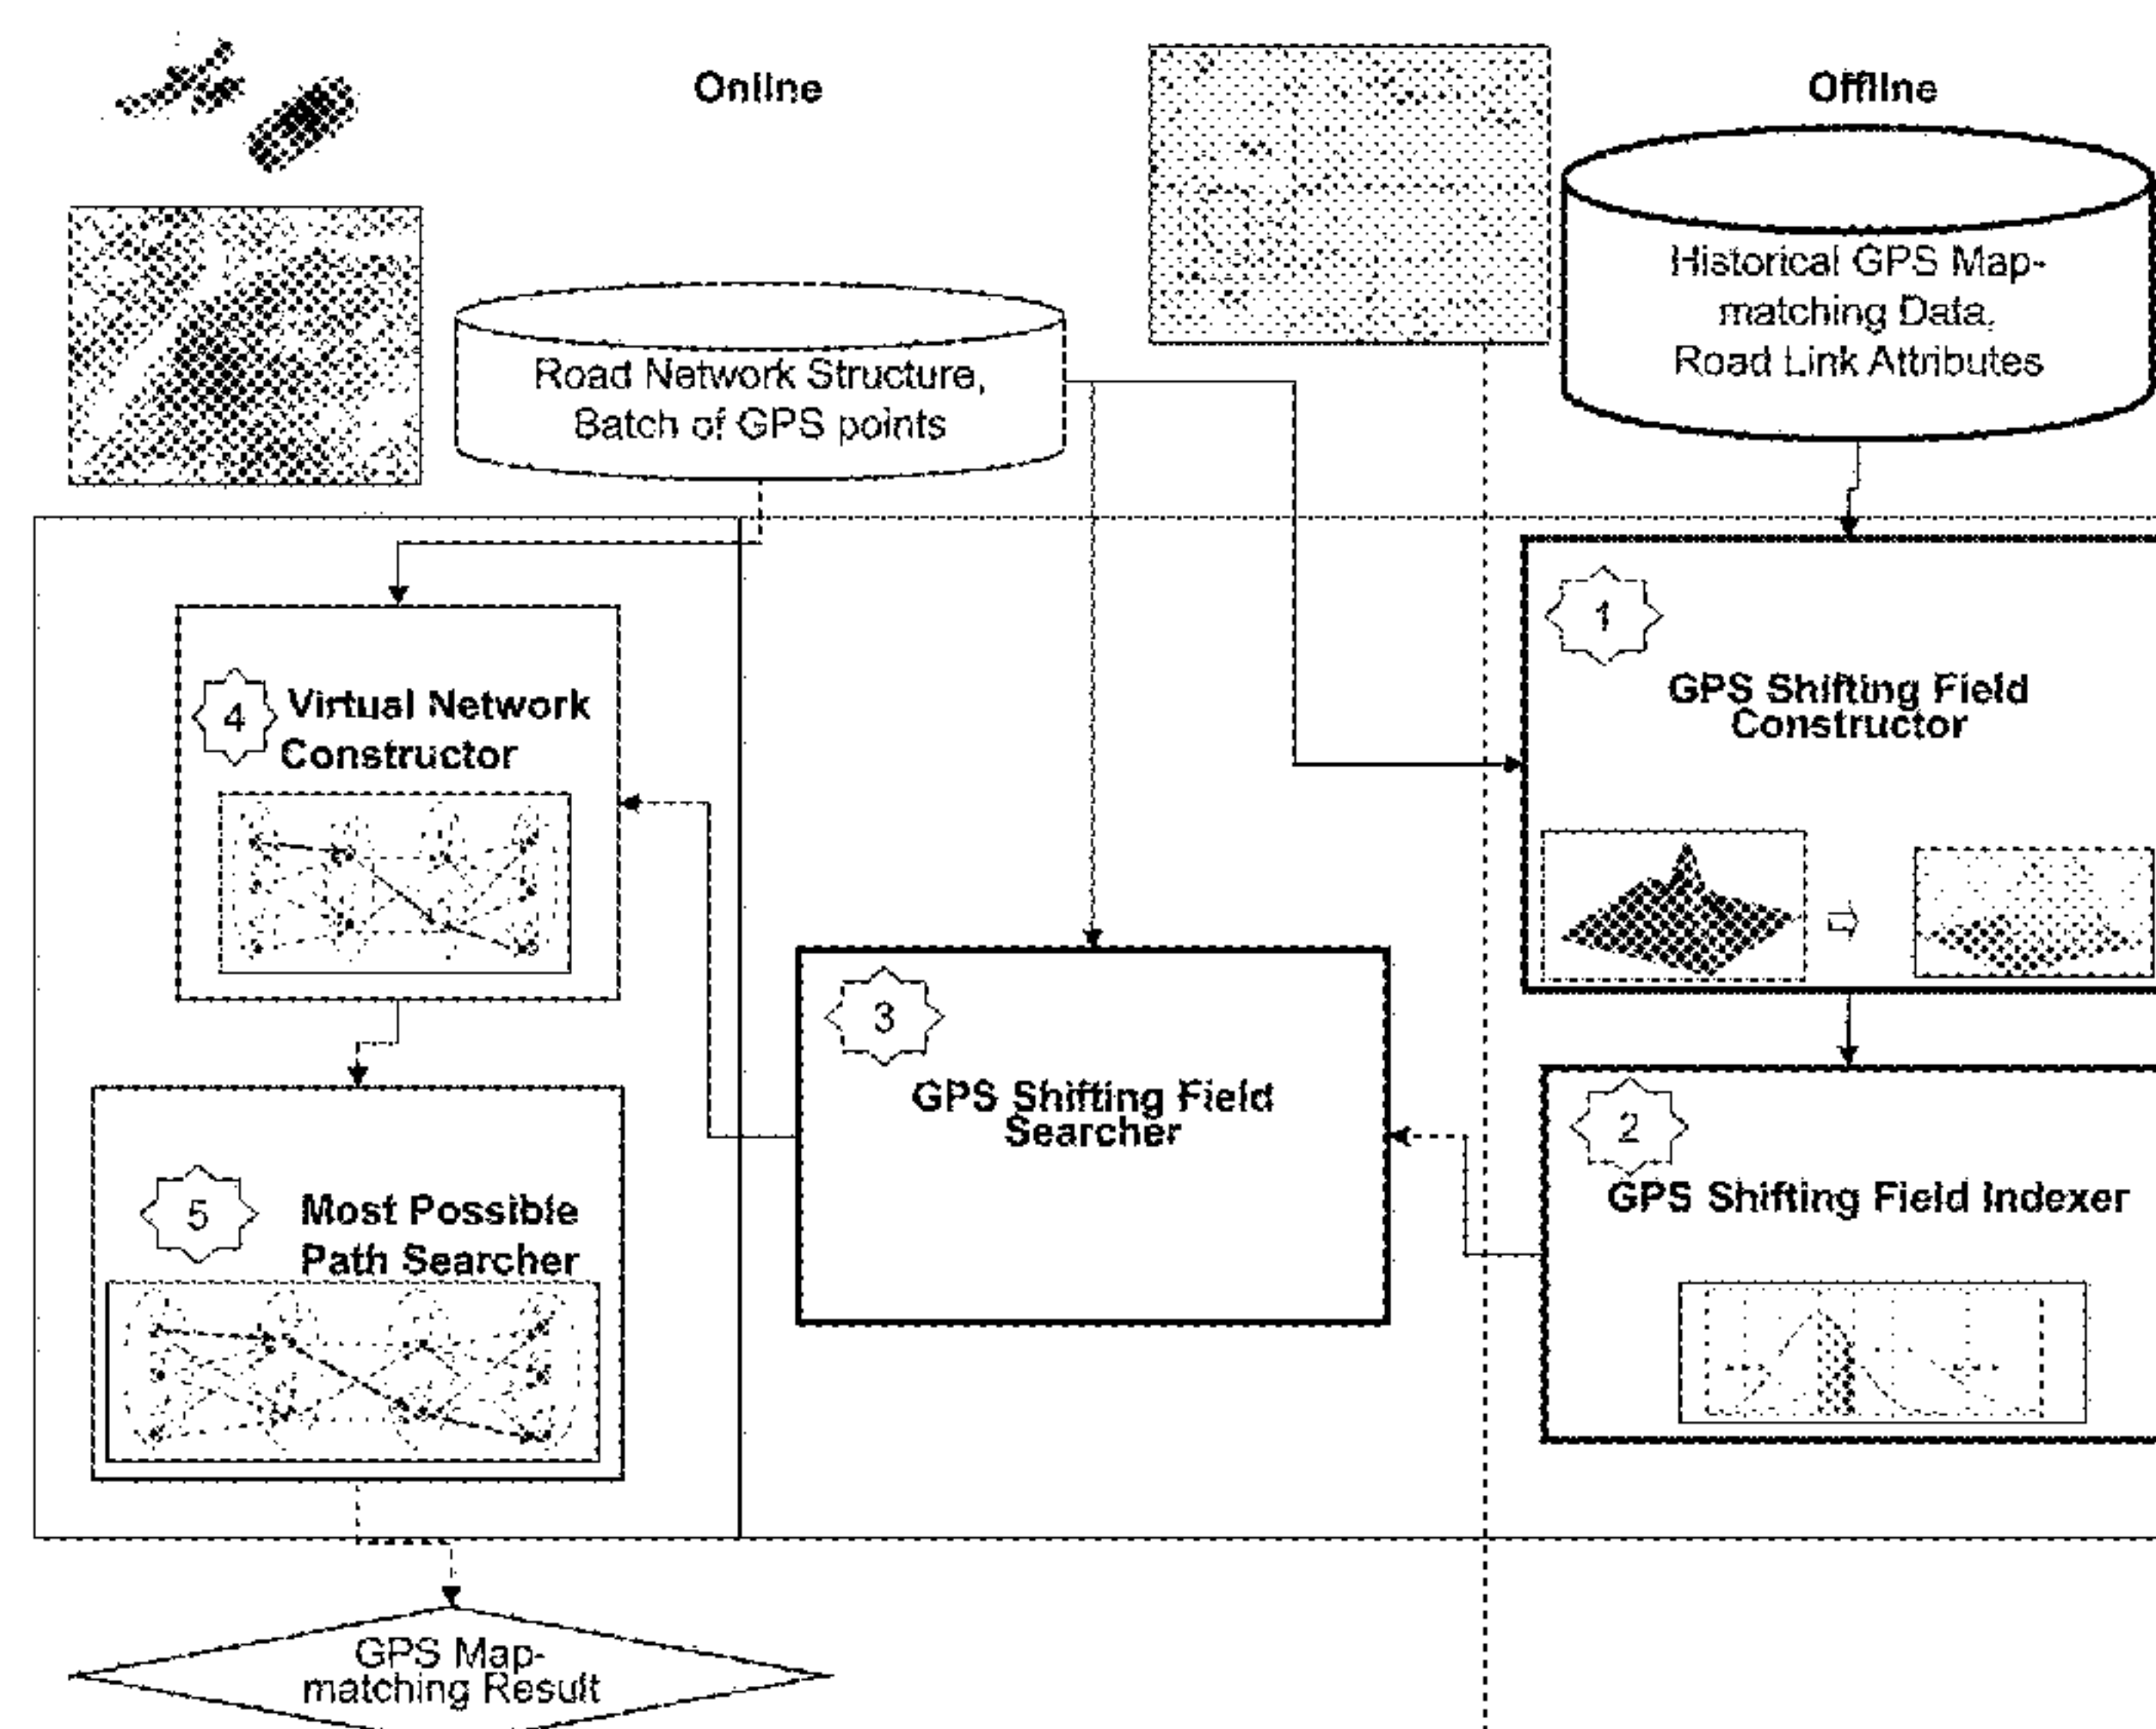 Online
Offline
Historical GPS Map-
matching Data,
Road Link Attributes
Road Network Structure,
Batch of GPS points
1
GPS Shifting Field
Constructor
4
Virtual Network
Constructor
3
GPS Shifting Field
Searcher
2
GPS Shifting Field Indexer
5
Most Possible
Path Searcher
GPS Map-
matching Result